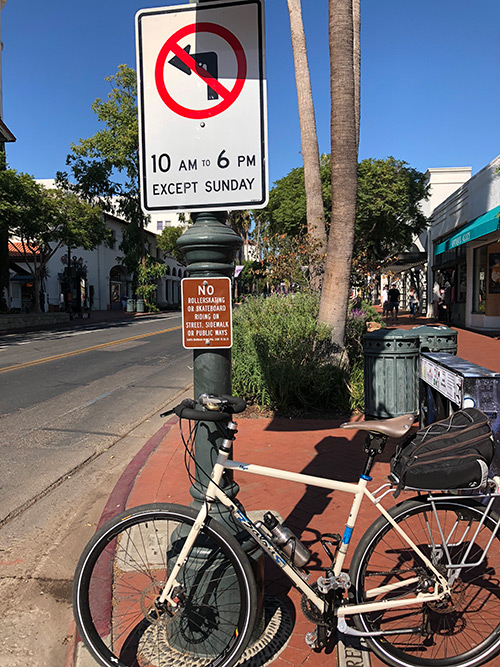 10 AM TO 6 PM
EXCEPT SUNDAY
NO
ROLLERSKATING
OR SKATEBOARD
RIDING ON
STREET, SIDEWALK
OR PUBLIC WAYS